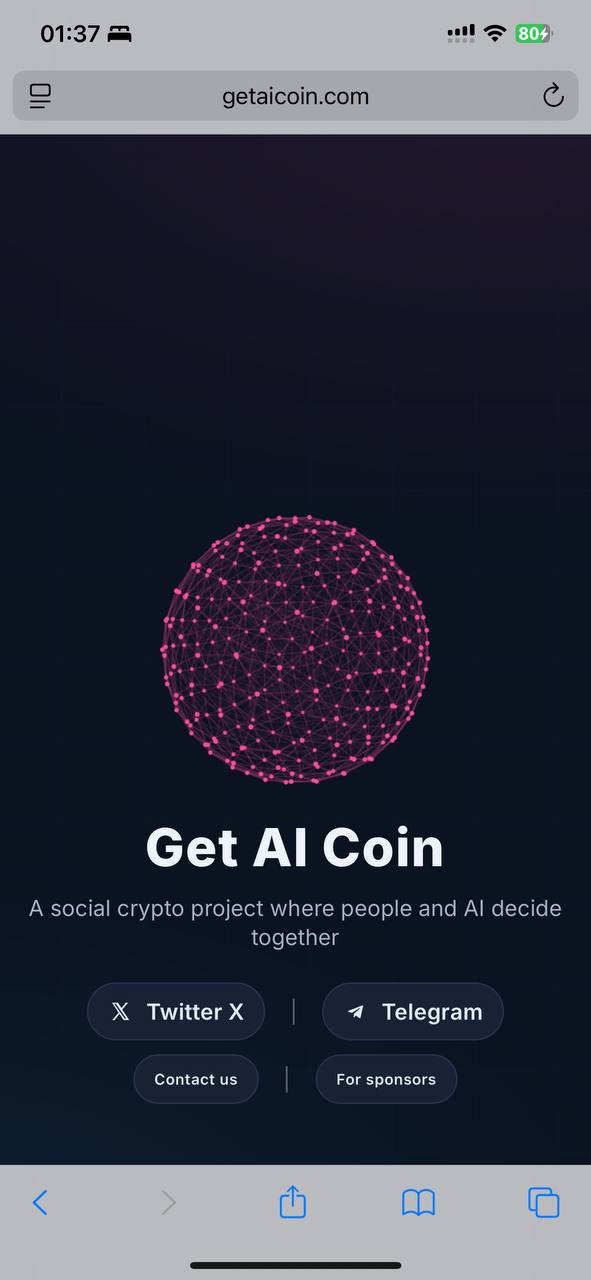 01:37
80
getaicoin.com
Get AI Coin
A social crypto project where people and AI decide
together
𝕏 Twitter X | Telegram
Contact us | For sponsors